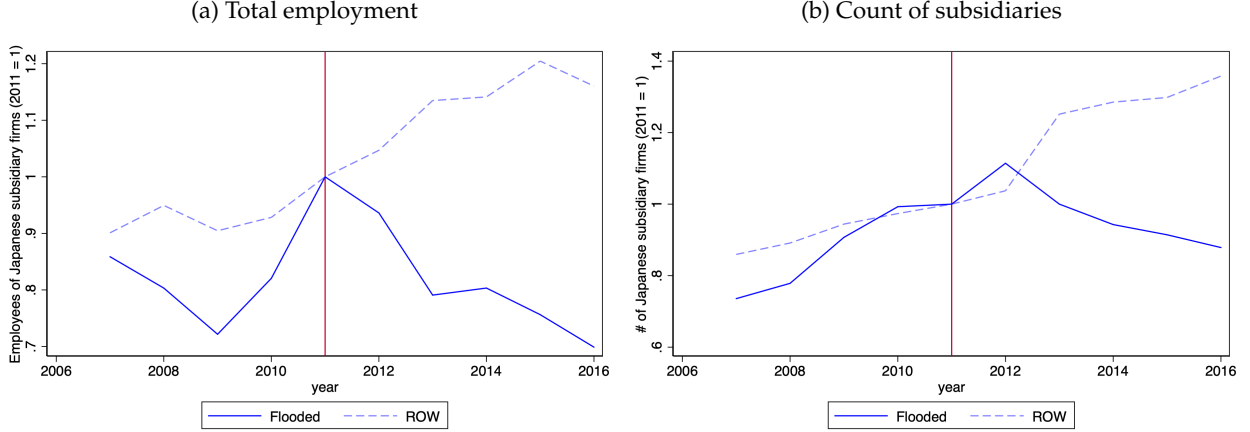 (a) Total employment
Employees of Japanese subsidiary firms (2011 = 1)
1.2
1.1
1
.9
.8
.7
2006 2008 2010 2012 2014 2016
year
Flooded ROW
(b) Count of subsidiaries
# of Japanese subsidiary firms (2011 = 1)
1.4
1.2
1
.8
.6
2006 2008 2010 2012 2014 2016
year
Flooded ROW